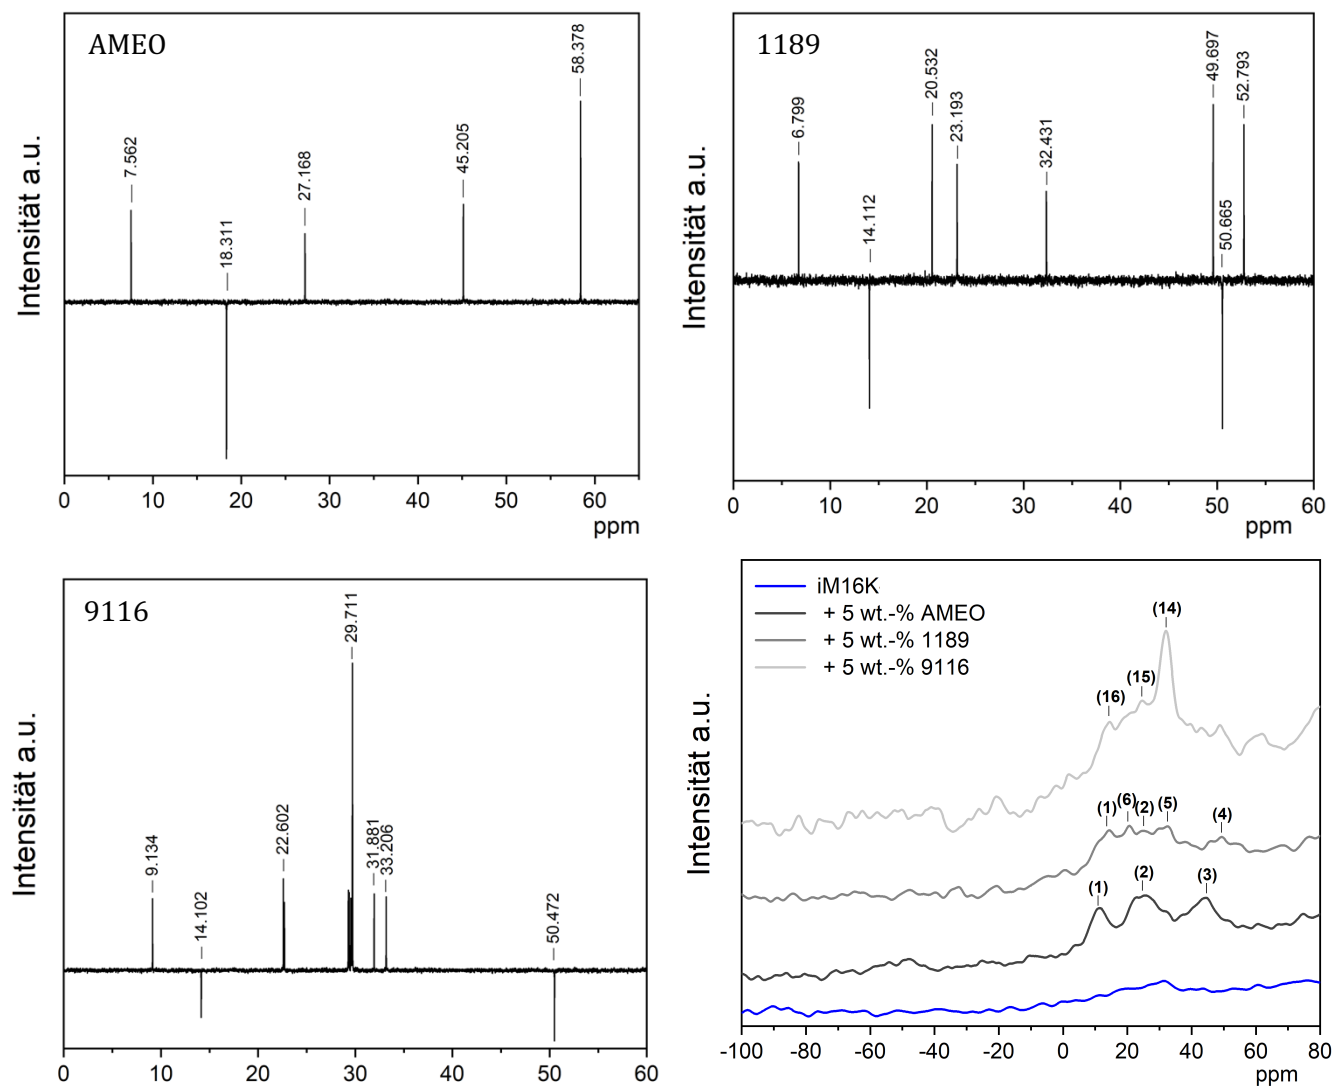 AMEO
Intensität a.u.
7.562
18.311
27.168
45.205
58.378
0 10 20 30 40 50 60
ppm
1189
Intensität a.u.
6.799
14.112
20.532
23.193
32.431
49.697
50.665
52.793
0 10 20 30 40 50 60
ppm
9116
Intensität a.u.
9.134
14.102
22.602
29.711
31.881
33.206
50.472
0 10 20 30 40 50 60
iM16K
+ 5 wt.-% AMEO
+ 5 wt.-% 1189
+ 5 wt.-% 9116
Intensität a.u.
(16) (15) (14)
(1) (6) (2) (5) (4)
(1) (2) (3)
-100 -80 -60 -40 -20 0 20 40 60 80
ppm